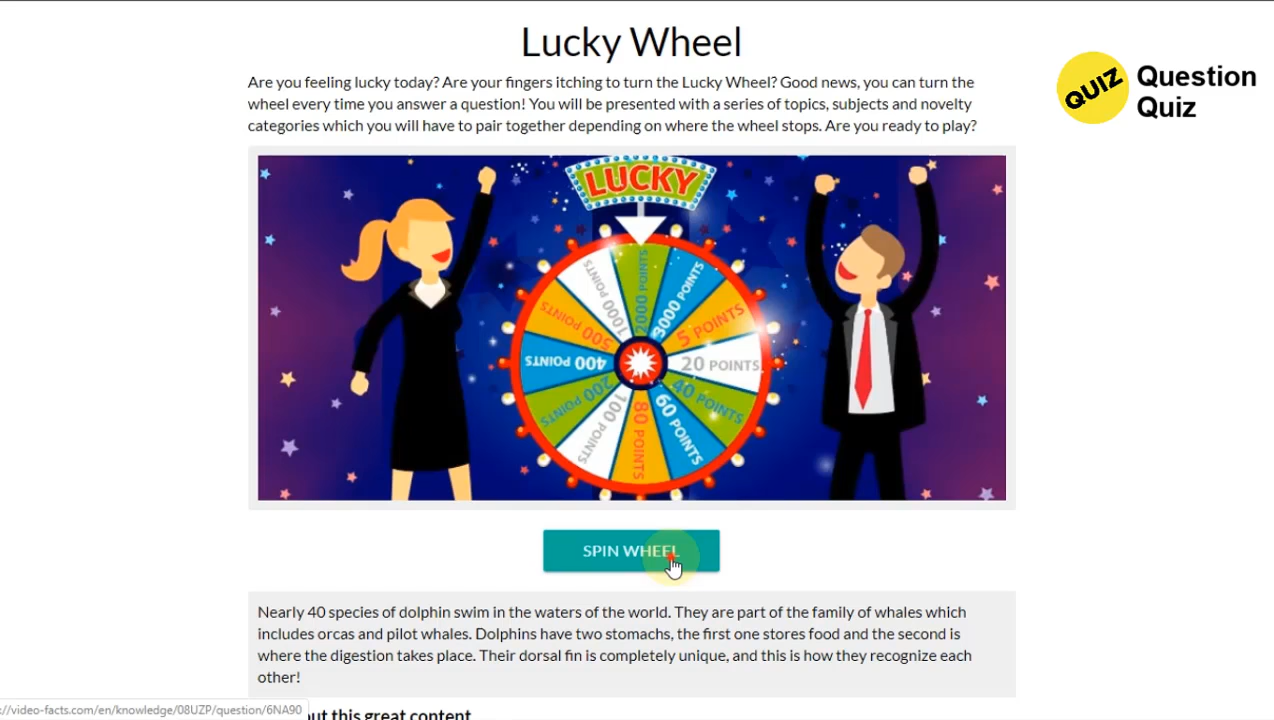 Lucky Wheel
QUIZ
Question
Quiz
Are you feeling lucky today? Are your fingers itching to turn the Lucky Wheel? Good news, you can turn the
wheel every time you answer a question! You will be presented with a series of topics, subjects and novelty
categories which you will have to pair together depending on where the wheel stops. Are you ready to play?
LUCKY
2000 POINTS
3000 POINTS
5 POINTS
20 POINTS
40 POINTS
60 POINTS
80 POINTS
100 POINTS
200 POINTS
400 POINTS
500 POINTS
1000 POINTS
SPIN WHEEL
Nearly 40 species of dolphin swim in the waters of the world. They are part of the family of whales which
includes orcas and pilot whales. Dolphins have two stomachs, the first one stores food and the second is
where the digestion takes place. Their dorsal fin is completely unique, and this is how they recognize each
other!
://video-facts.com/en/knowledge/08UZP/question/6NA90
out this great content